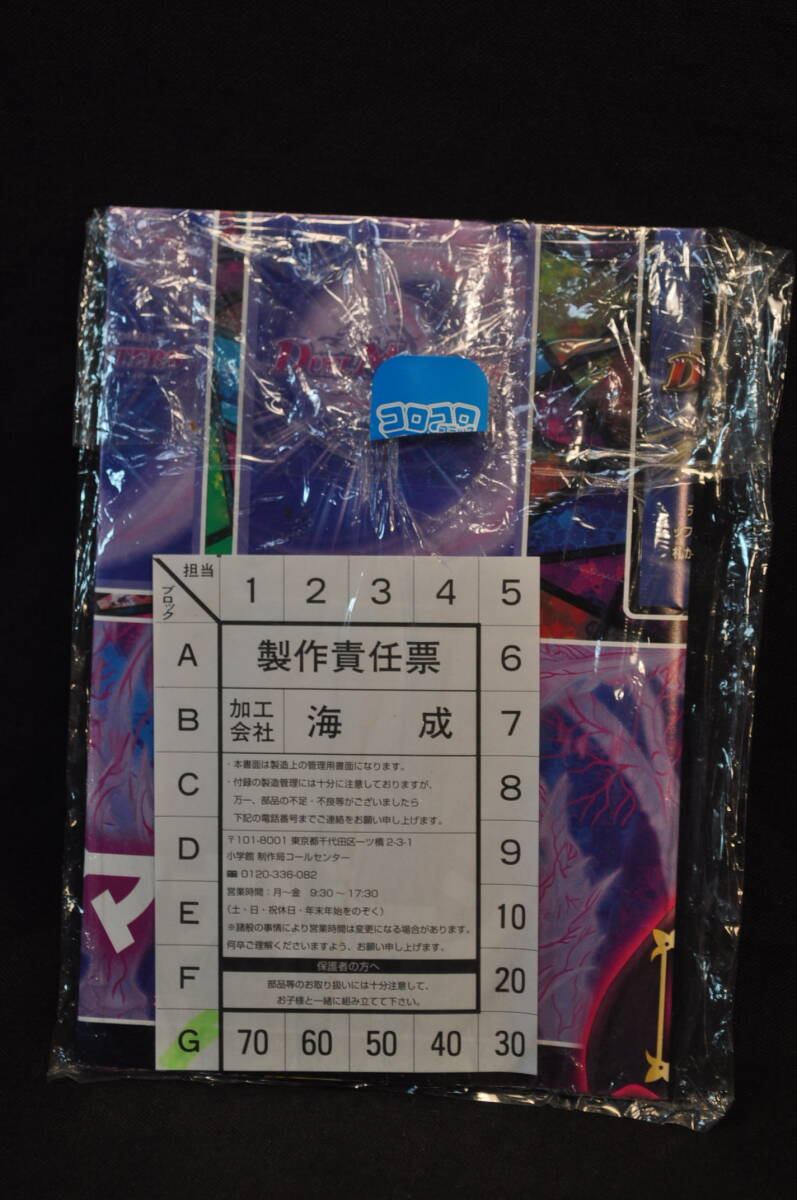 DUEL M
コロコロ
コミック
D
担当
ブロック
1 2 3 4 5
A 製作責任票 6
B 加工会社 海 成 7
C 8
・本書面は製造上の管理用書面になります。
・付録の製造管理には十分に注意しておりますが、
万一、部品の不足・不良等がございましたら
下記の電話番号までご連絡をお願い申し上げます。
D 9
〒101-8001 東京都千代田区一ツ橋 2-3-1
小学館 制作局コールセンター
☎ 0120-336-082
E 10
営業時間：月～金 9:30 ～ 17:30
（土・日・祝休日・年末年始をのぞく）
※諸般の事情により営業時間は変更になる場合があります。
何卒ご理解くださいますよう、お願い申し上げます。
F 20
保護者の方へ
部品等のお取り扱いには十分注意して、
お子様と一緒に組み立てて下さい。
G 70 60 50 40 30
マ